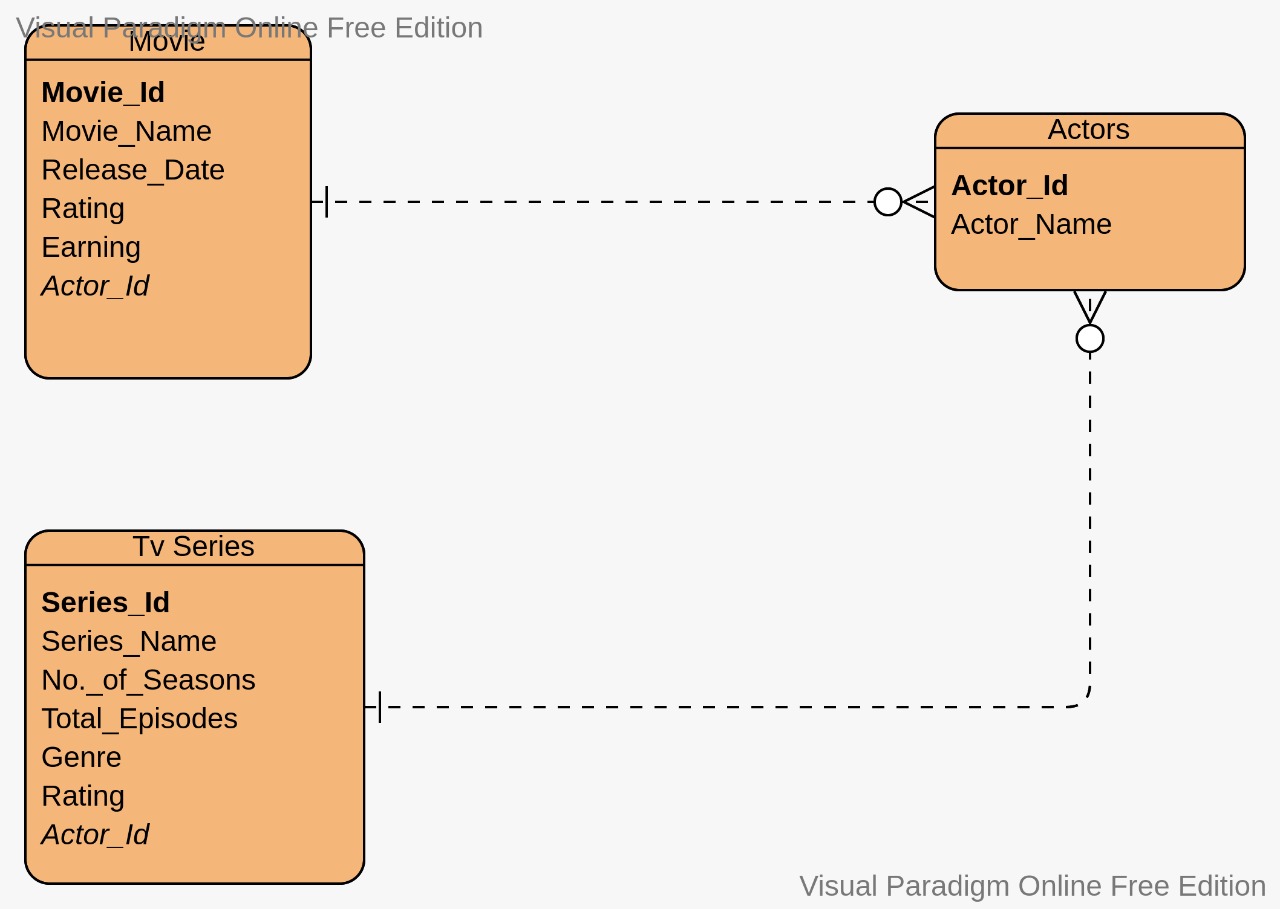 Visual Paradigm Online Free Edition
Movie
Movie_Id
Movie_Name
Release_Date
Rating
Earning
Actor_Id
Actors
Actor_Id
Actor_Name
Tv Series
Series_Id
Series_Name
No._of_Seasons
Total_Episodes
Genre
Rating
Actor_Id
Visual Paradigm Online Free Edition